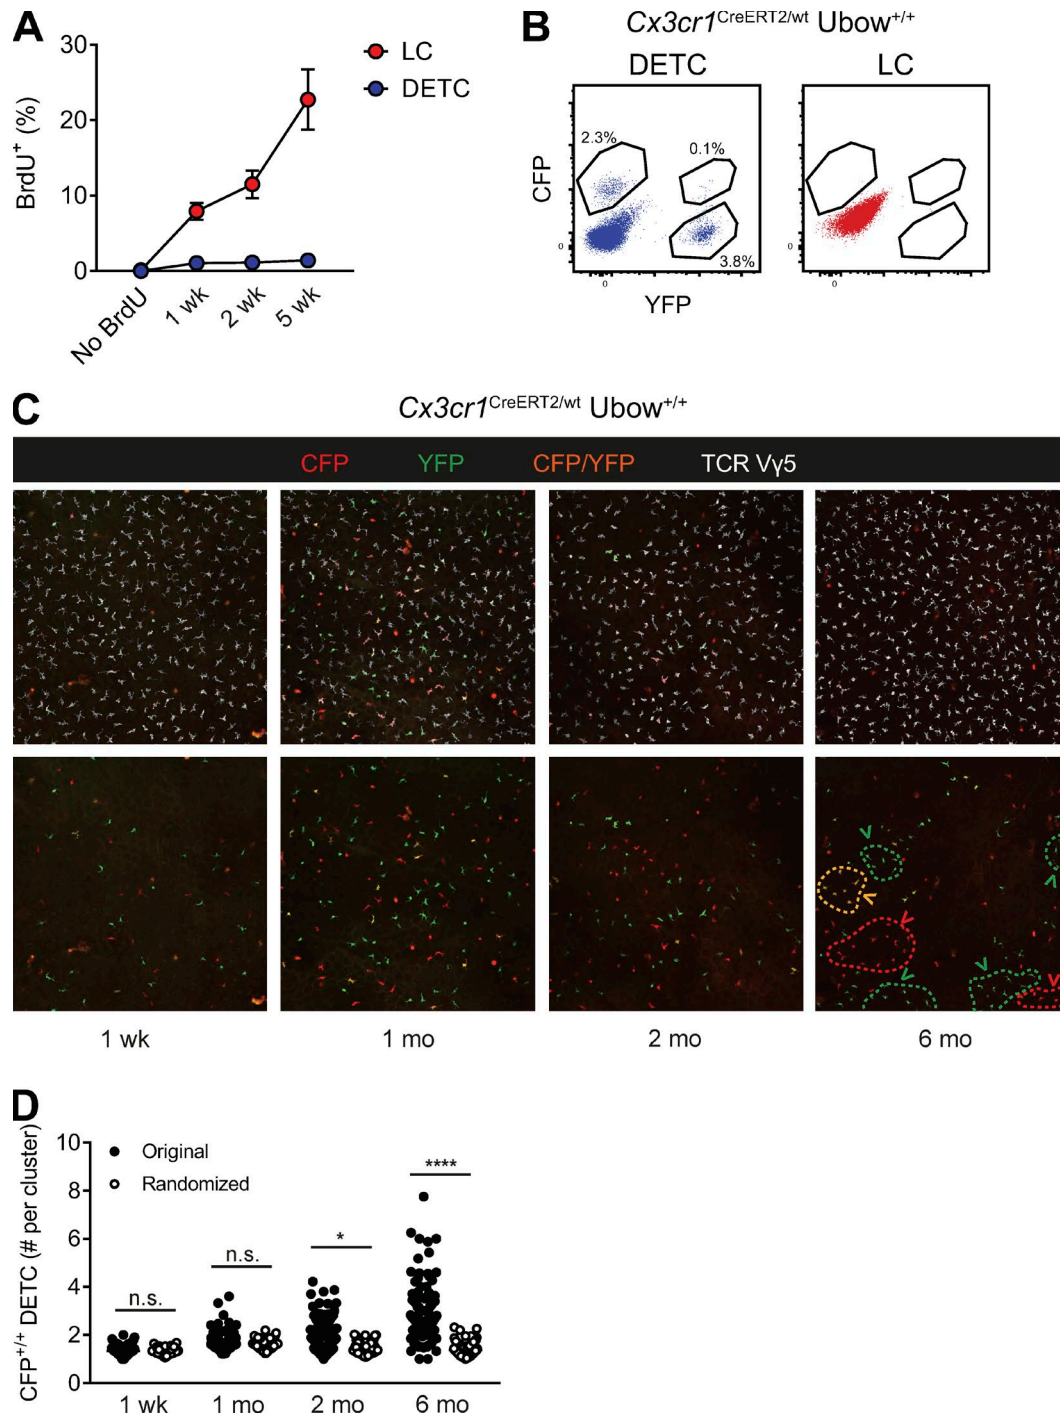 A
30
20
10
0
BrdU⁺ (%)
No BrdU
1 wk
2 wk
5 wk
LC
DETC
B
Cx3cr1CreERT2/wt Ubow+/+
DETC
LC
2.3%
0.1%
3.8%
CFP
0
0
0
0
YFP
C
Cx3cr1CreERT2/wt Ubow+/+
CFP YFP CFP/YFP TCR Vγ5
1 wk
1 mo
2 mo
6 mo
D
CFP+/+ DETC (# per cluster)
10
8
6
4
2
0
Original
Randomized
n.s.
n.s.
*
****
1 wk
1 mo
2 mo
6 mo